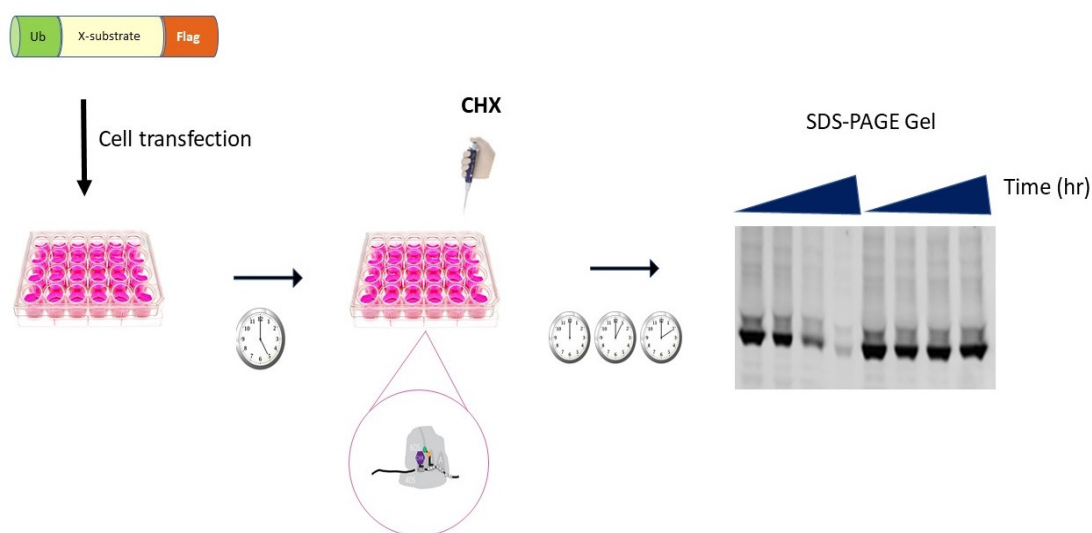 Ub X-substrate Flag
Cell transfection
CHX
SDS-PAGE Gel
Time (hr)